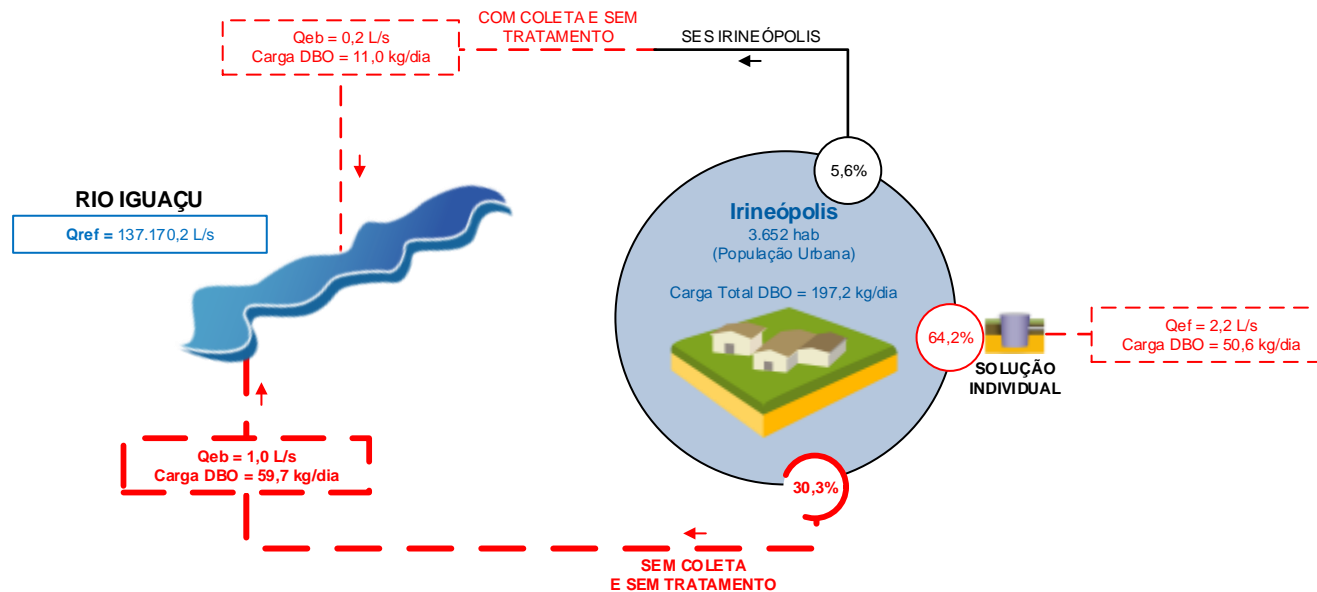 COM COLETA E SEM
TRATAMENTO
SES IRINEÓPOLIS
Qeb = 0,2 L/s
Carga DBO = 11,0 kg/dia
5,6%
RIO IGUAÇU
Qref = 137.170,2 L/s
Irineópolis
3.652 hab
(População Urbana)
Carga Total DBO = 197,2 kg/dia
64,2%
SOLUÇÃO
INDIVIDUAL
Qef = 2,2 L/s
Carga DBO = 50,6 kg/dia
Qeb = 1,0 L/s
Carga DBO = 59,7 kg/dia
30,3%
SEM COLETA
E SEM TRATAMENTO